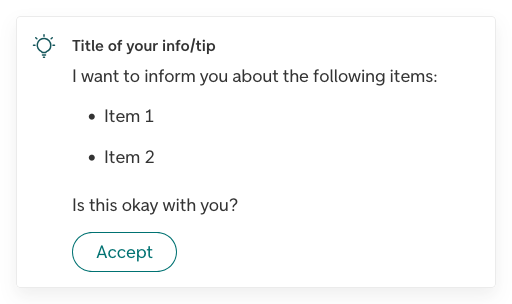 Title of your info/tip
I want to inform you about the following items:
• Item 1
• Item 2
Is this okay with you?
Accept